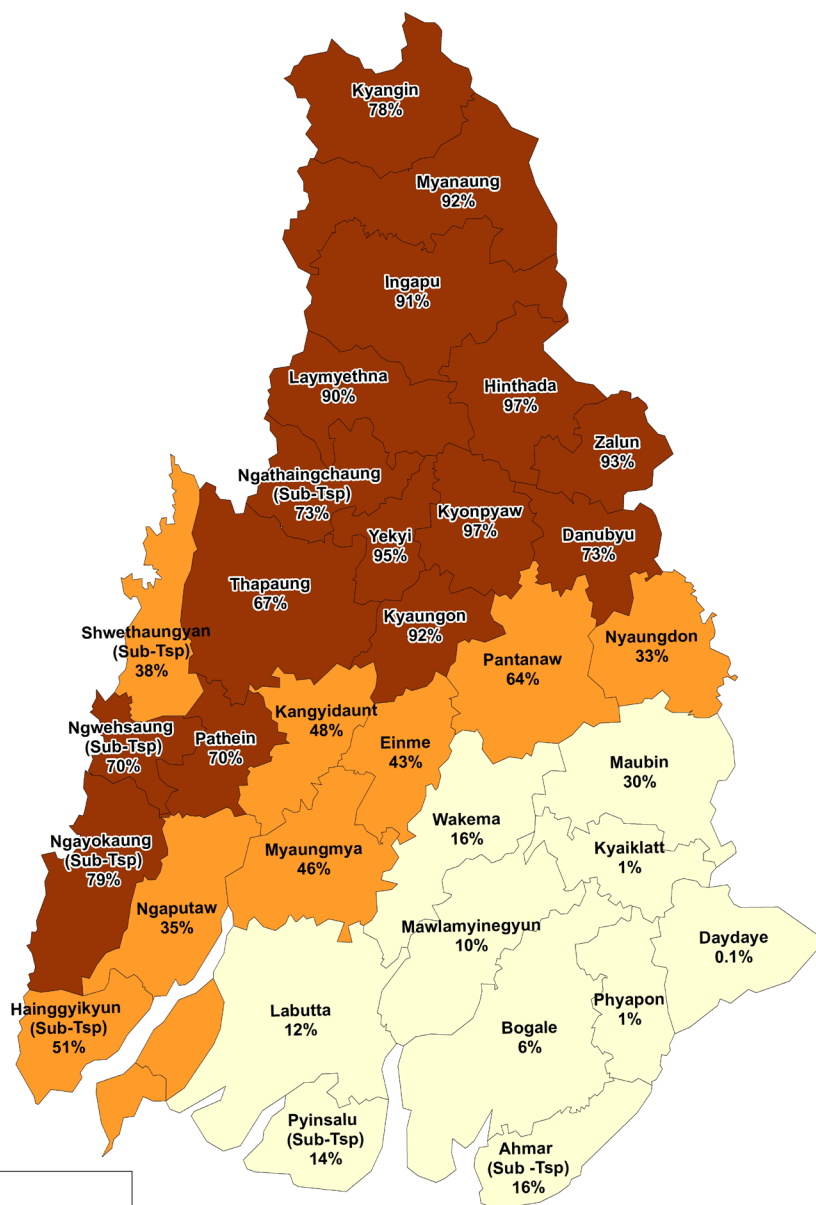 Kyangin
78%
Myanaung
92%
Ingapu
91%
Laymyethna
90%
Hinthada
97%
Zalun
93%
Ngathaingchaung
(Sub-Tsp)
73%
Yekyi
95%
Kyonpyaw
97%
Danubyu
73%
Thapaung
67%
Kyaungon
92%
Shwethaungyan
(Sub-Tsp)
38%
Pantanaw
64%
Nyaungdon
33%
Ngwehsaung
(Sub-Tsp)
70%
Pathein
70%
Kangyidaunt
48%
Einme
43%
Maubin
30%
Wakema
16%
Ngayokaung
(Sub-Tsp)
79%
Myaungmya
46%
Kyaiklatt
1%
Ngaputaw
35%
Mawlamyinegyun
10%
Daydaye
0.1%
Hainggyikyun
(Sub-Tsp)
51%
Labutta
12%
Bogale
6%
Phyapon
1%
Pyinsalu
(Sub-Tsp)
14%
Ahmar
(Sub -Tsp)
16%